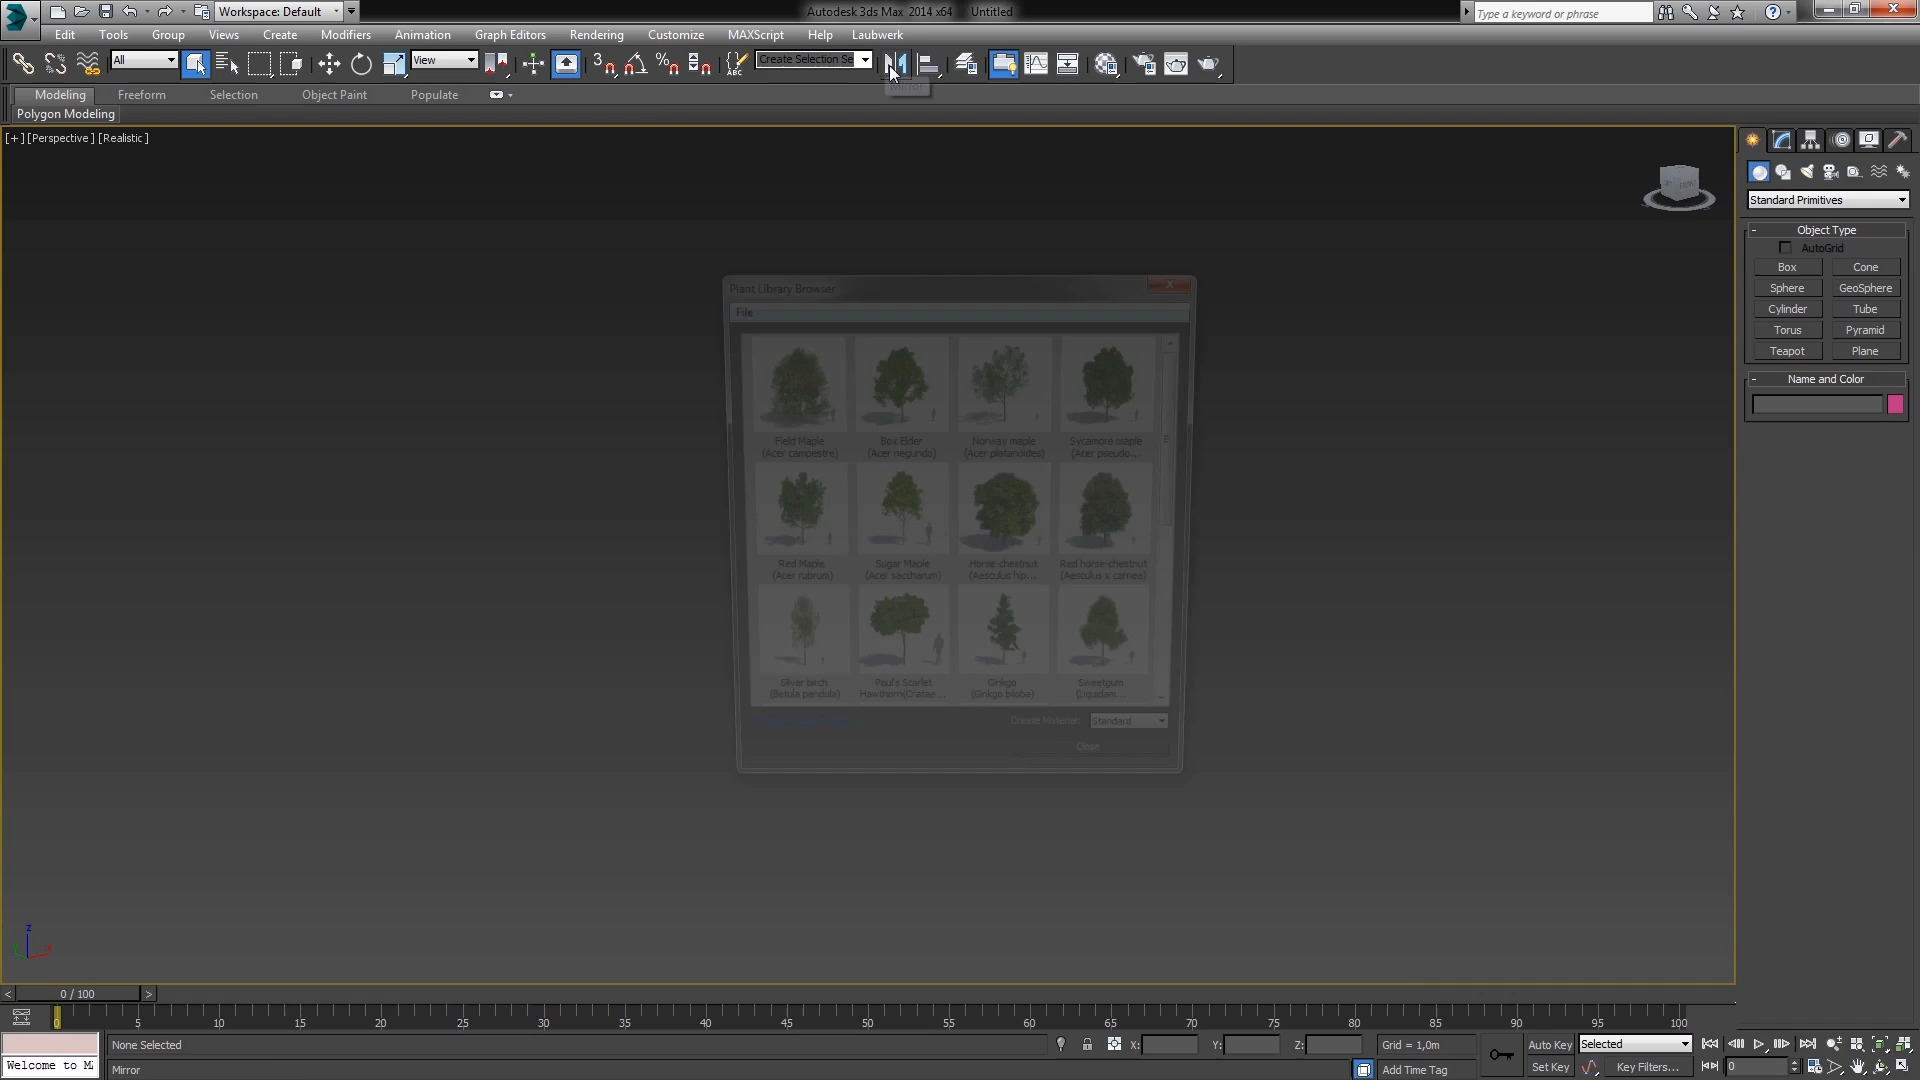 Workspace: Default
Autodesk 3ds Max 2014 x64 Untitled
Type a keyword or phrase
Edit Tools Group Views Create Modifiers Animation Graph Editors Rendering Customize MAXScript Help Laubwerk
All
View
3
Create Selection Se
Mirror
Modeling Freeform Selection Object Paint Populate
Polygon Modeling
[+] [Perspective] [Realistic]
Standard Primitives
- Object Type
AutoGrid
Box Cone
Sphere GeoSphere
Cylinder Tube
Torus Pyramid
Teapot Plane
- Name and Color
Plant Library Browser
File
Field Maple
(Acer campestre)
Box Elder
(Acer negundo)
Norway maple
(Acer platanoides)
Sycamore maple
(Acer pseudo...
Red Maple
(Acer rubrum)
Sugar Maple
(Acer saccharum)
Horse-chestnut
(Aesculus hip...
Red horse-chestnut
(Aesculus x carnea)
Silver birch
(Betula pendula)
Paul's Scarlet
Hawthorn(Cratae...
Ginkgo
(Ginkgo biloba)
Sweetgum
(Liquidam...
Create Material: Standard
Close
z
x
< 0 / 100 >
0 5 10 15 20 25 30 35 40 45 50 55 60 65 70 75 80 85 90 95 100
None Selected
X: Y: Z: Grid = 1,0m
Auto Key Selected
Welcome to M
Mirror
Add Time Tag
Set Key Key Filters... 0